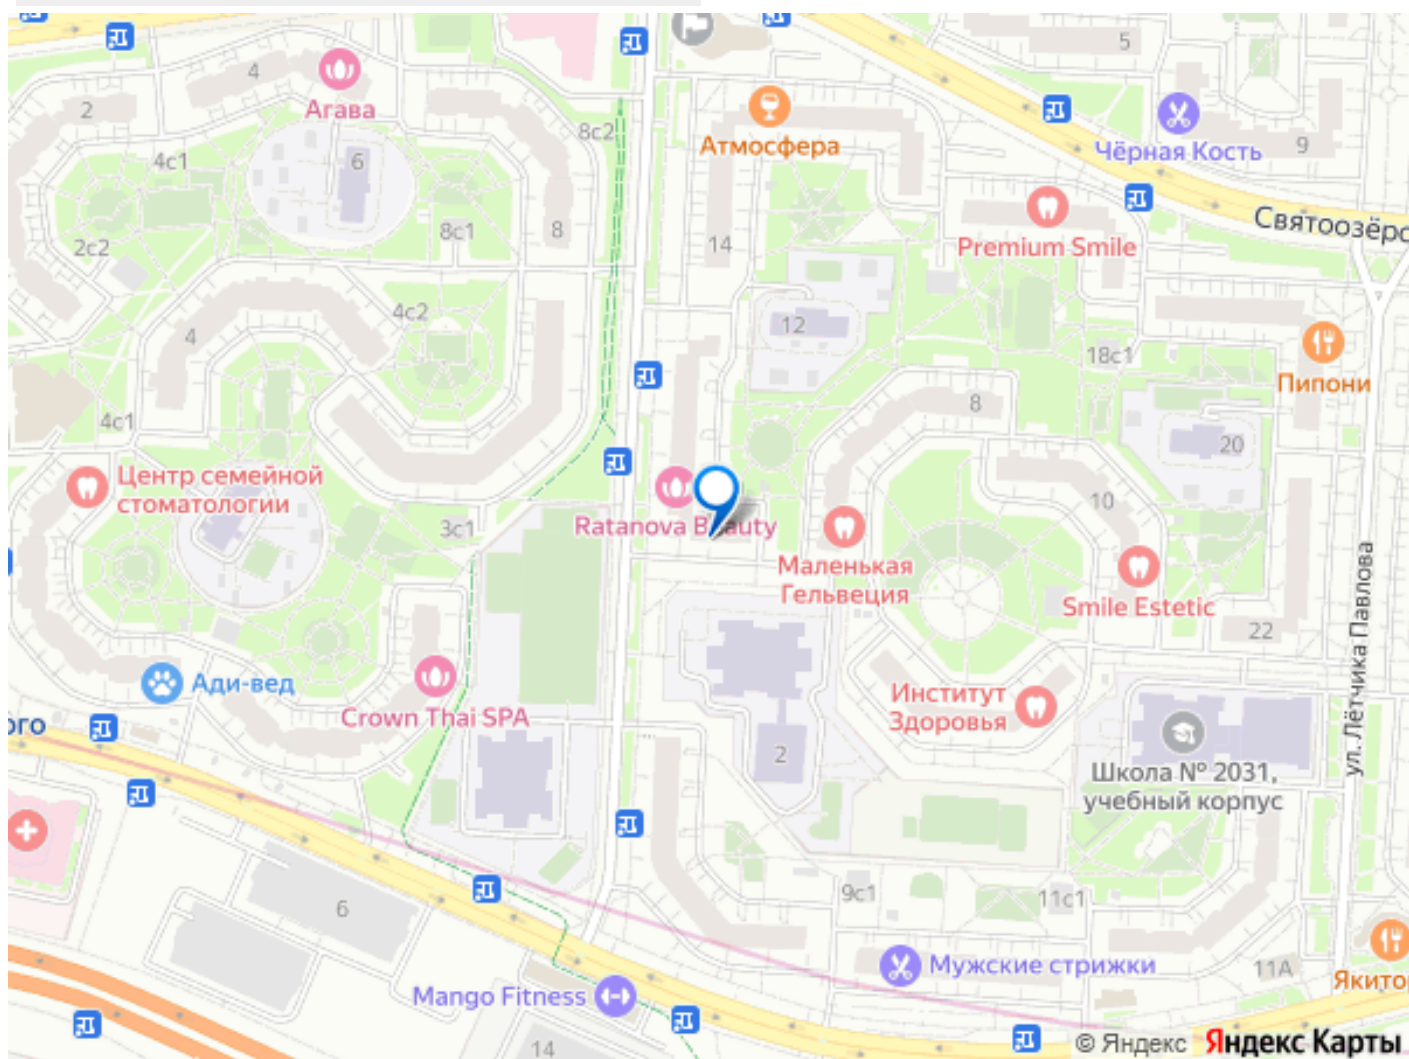 5
4
Агава
2
Атмосфера
Чёрная Кость
9
8с2
4с1
6
Premium Smile
Святоозёрс
2с2
8с1
8
14
4с2
12
4
18с1
Пипони
8
4с1
20
Центр семейной
стоматологии
10
3с1
Ratanova B auty
Маленькая
Гельвеция
Smile Estetic
22
ул. Лётчика Павлова
Ади-вед
Crown Thai SPA
Институт
Здоровья
ого
2
Школа № 2031,
учебный корпус
6
9с1
11с1
Мужские стрижки
11А
Якито
Mango Fitness
14
© Яндекс Яндекс Карты